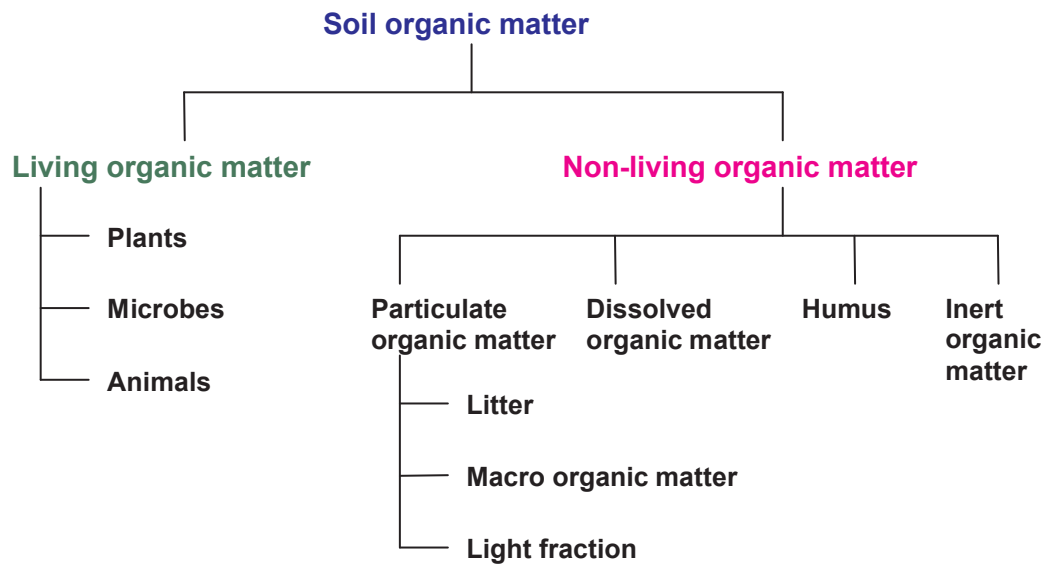 Soil organic matter
Living organic matter
Non-living organic matter
Plants
Microbes
Animals
Particulate
organic matter
Dissolved
organic matter
Humus
Inert
organic
matter
Litter
Macro organic matter
Light fraction